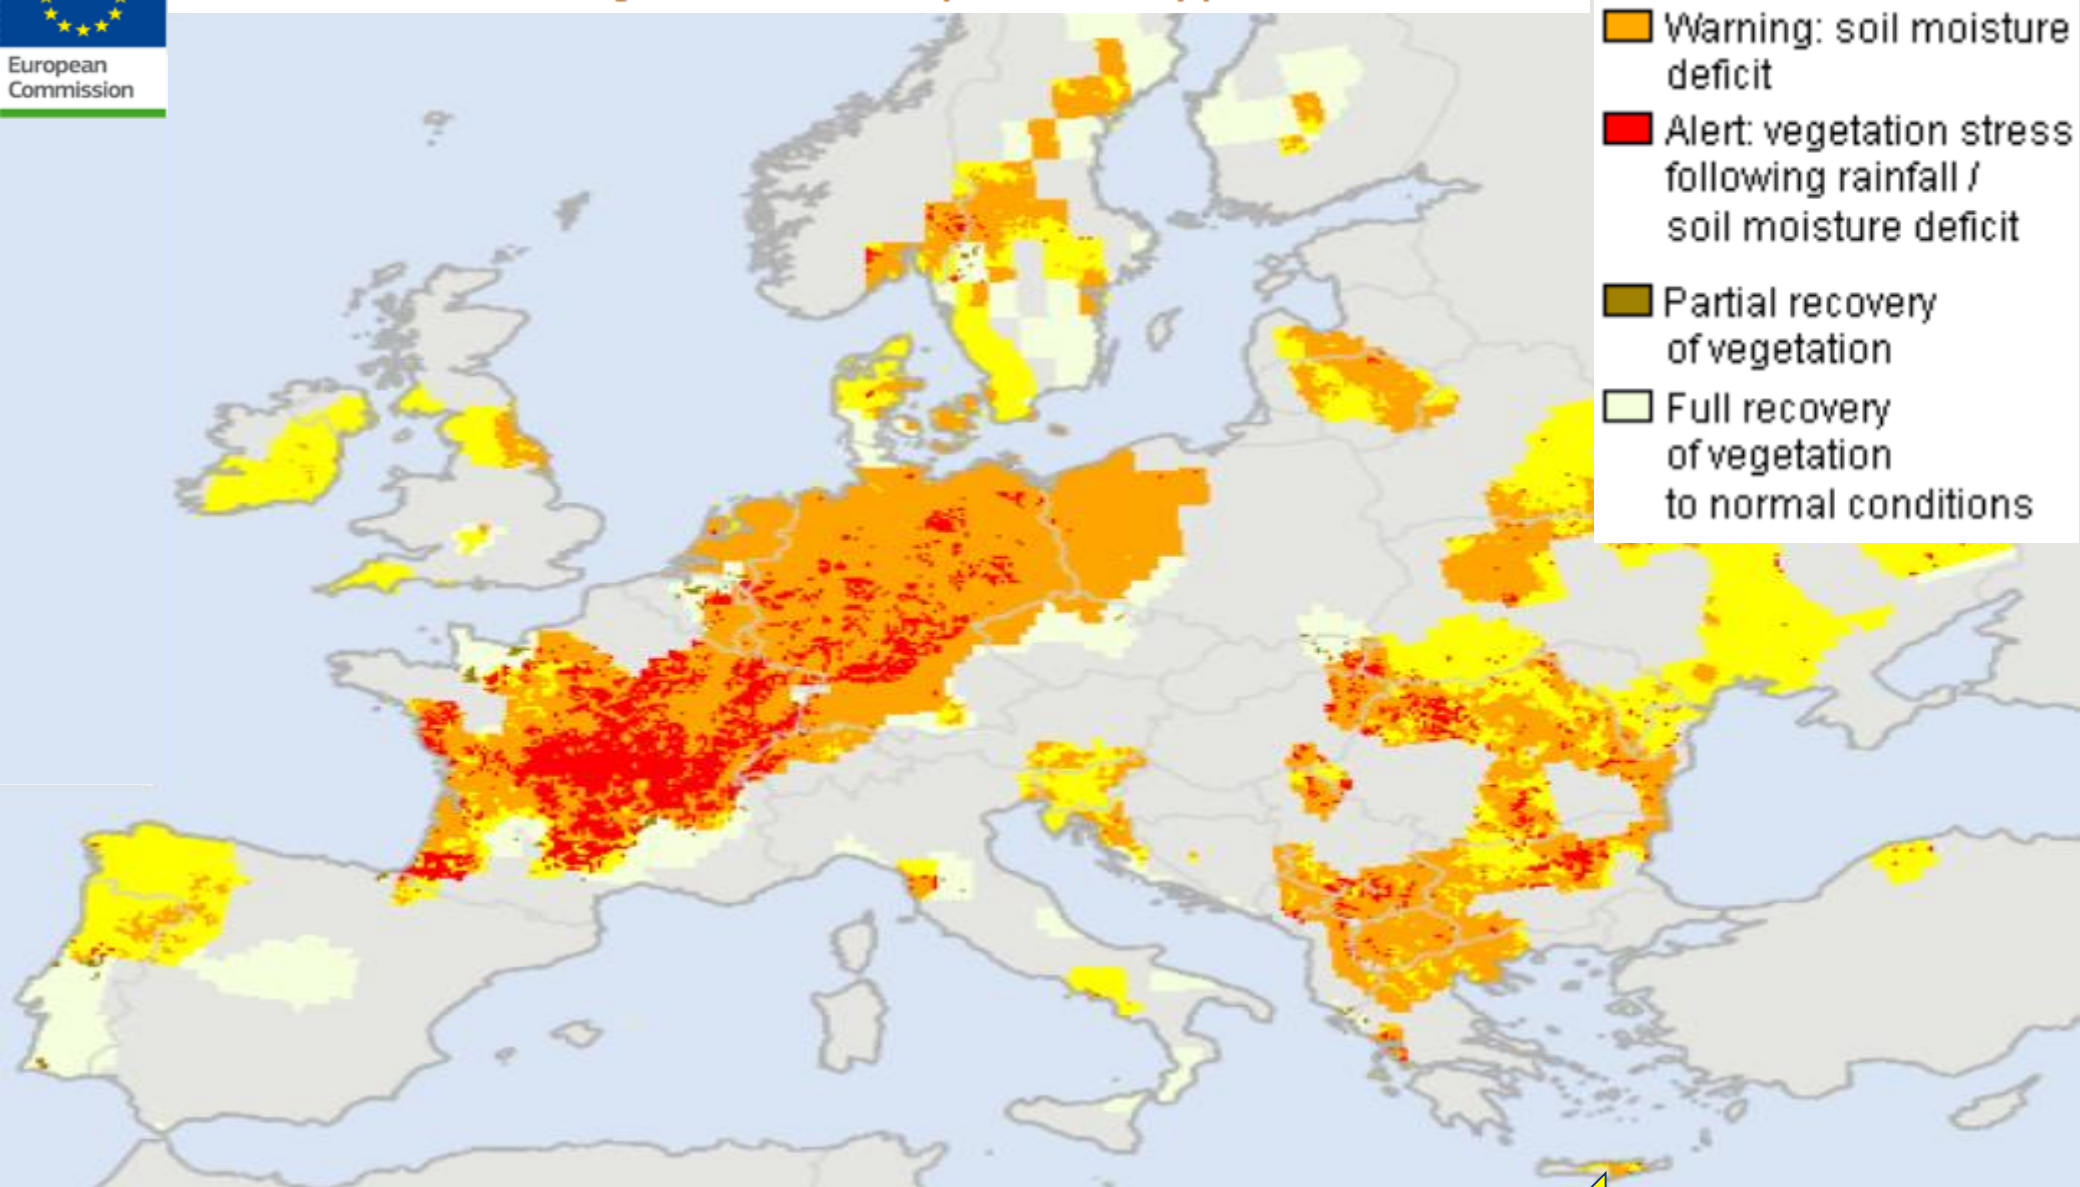 European
Commission
Warning: soil moisture
deficit
Alert: vegetation stress
following rainfall /
soil moisture deficit
Partial recovery
of vegetation
Full recovery
of vegetation
to normal conditions